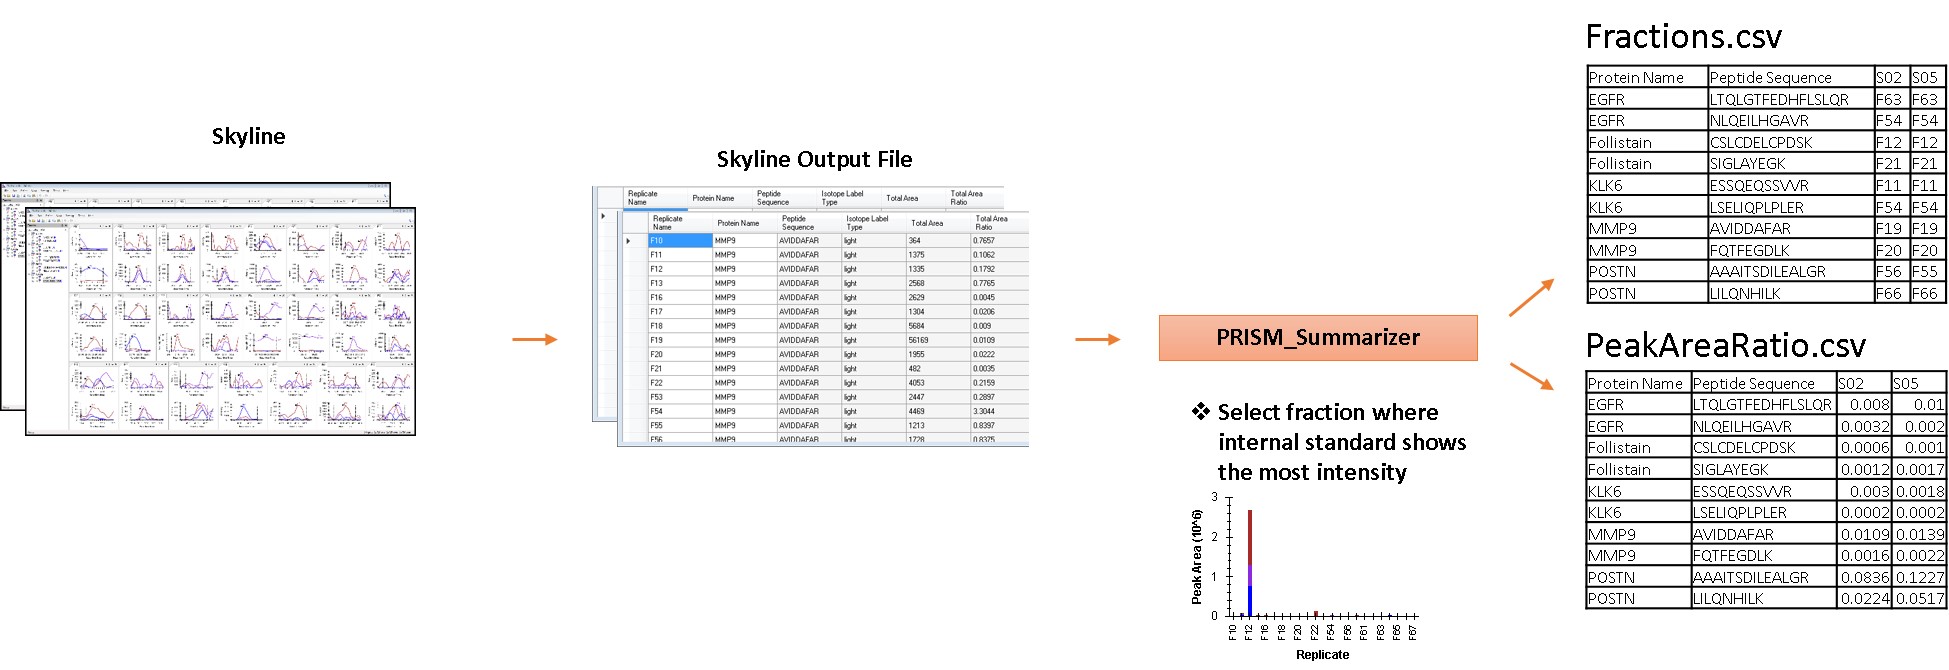 Skyline
Skyline Output File
Replicate Name Protein Name Peptide Sequence Isotope Label Type Total Area Total Area Ratio
Replicate Name Protein Name Peptide Sequence Isotope Label Type Total Area Total Area Ratio
F10 MMP9 AVIDDAFAR light 364 0.7657
F11 MMP9 AVIDDAFAR light 1375 0.1062
F12 MMP9 AVIDDAFAR light 1335 0.1792
F13 MMP9 AVIDDAFAR light 2568 0.7765
F16 MMP9 AVIDDAFAR light 2629 0.0045
F17 MMP9 AVIDDAFAR light 1304 0.0206
F18 MMP9 AVIDDAFAR light 5684 0.009
F19 MMP9 AVIDDAFAR light 56169 0.0109
F20 MMP9 AVIDDAFAR light 1955 0.0222
F21 MMP9 AVIDDAFAR light 482 0.0035
F22 MMP9 AVIDDAFAR light 4053 0.2159
F53 MMP9 AVIDDAFAR light 2447 0.2897
F54 MMP9 AVIDDAFAR light 4469 3.3044
F55 MMP9 AVIDDAFAR light 1213 0.8397
F56 MMP9 AVIDDAFAR light 1728 0.8375
PRISM_Summarizer
❖ Select fraction where
internal standard shows
the most intensity
Peak Area (10^6)
3
2
1
0
F10 F12 F16 F18 F20 F22 F54 F56 F61 F63 F65 F67
Replicate
Fractions.csv
Protein Name Peptide Sequence S02 S05
EGFR LTQLGTFEDHFLSLQR F63 F63
EGFR NLQEILHGAVR F54 F54
Follistain CSLCDELCPDSK F12 F12
Follistain SIGLAYEGK F21 F21
KLK6 ESSQEQSSVVR F11 F11
KLK6 LSELIQPLPLER F54 F54
MMP9 AVIDDAFAR F19 F19
MMP9 FQTFEGDLK F20 F20
POSTN AAAITSDILEALGR F56 F55
POSTN LILQNHILK F66 F66
PeakAreaRatio.csv
Protein Name Peptide Sequence S02 S05
EGFR LTQLGTFEDHFLSLQR 0.008 0.01
EGFR NLQEILHGAVR 0.0032 0.002
Follistain CSLCDELCPDSK 0.0006 0.001
Follistain SIGLAYEGK 0.0012 0.0017
KLK6 ESSQEQSSVVR 0.003 0.0018
KLK6 LSELIQPLPLER 0.0002 0.0002
MMP9 AVIDDAFAR 0.0109 0.0139
MMP9 FQTFEGDLK 0.0016 0.0022
POSTN AAAITSDILEALGR 0.0836 0.1227
POSTN LILQNHILK 0.0224 0.0517